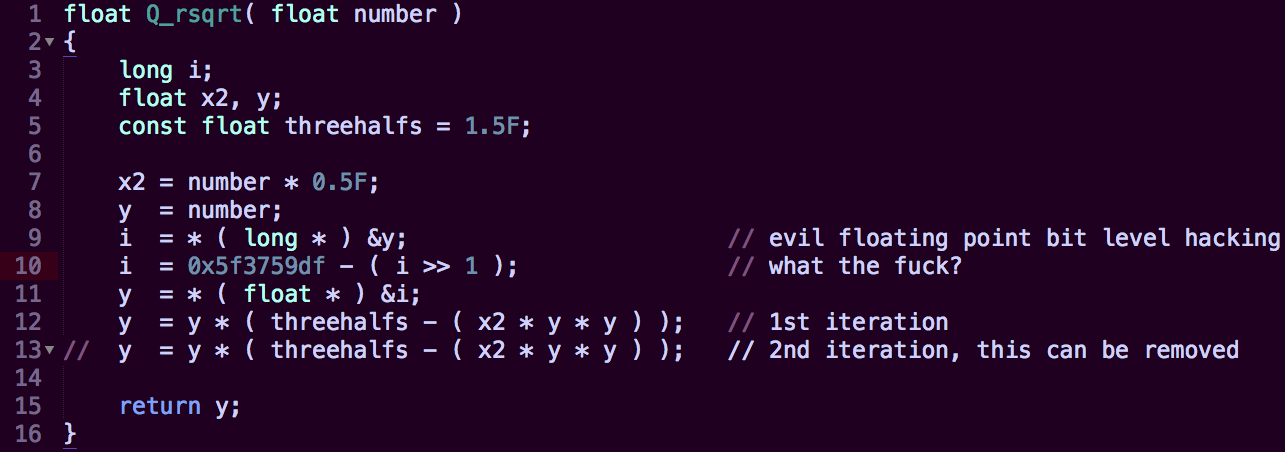 1 float Q_rsqrt( float number )
2 {
3     long i;
4     float x2, y;
5     const float threehalfs = 1.5F;
6
7     x2 = number * 0.5F;
8     y  = number;
9     i  = * ( long * ) &y;                       // evil floating point bit level hacking
10     i  = 0x5f3759df - ( i >> 1 );               // what the fuck?
11     y  = * ( float * ) &i;
12     y  = y * ( threehalfs - ( x2 * y * y ) );   // 1st iteration
13 //  y  = y * ( threehalfs - ( x2 * y * y ) );   // 2nd iteration, this can be removed
14
15     return y;
16 }